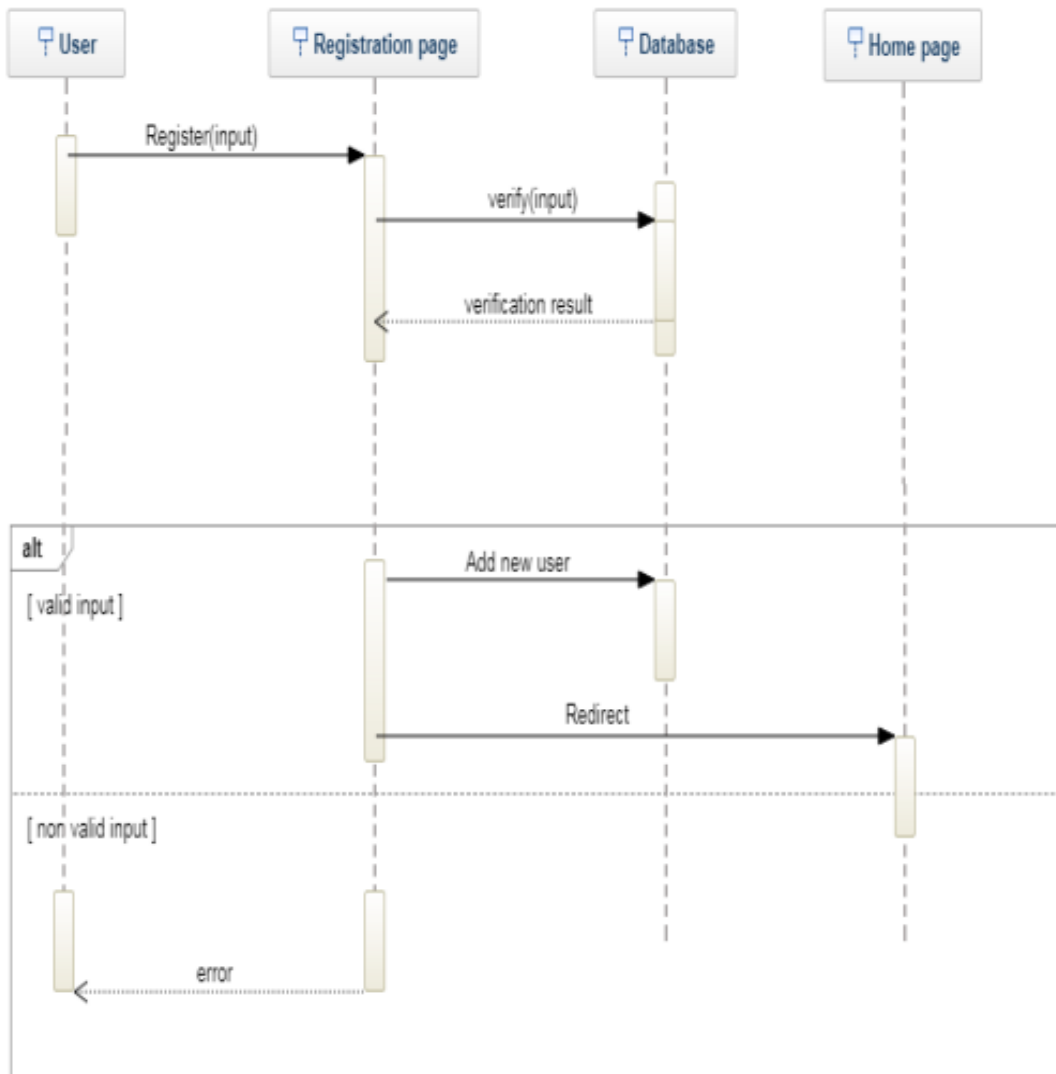 User
Registration page
Database
Home page
Register(input)
verify(input)
verification result
alt
Add new user
[ valid input ]
Redirect
[ non valid input ]
error